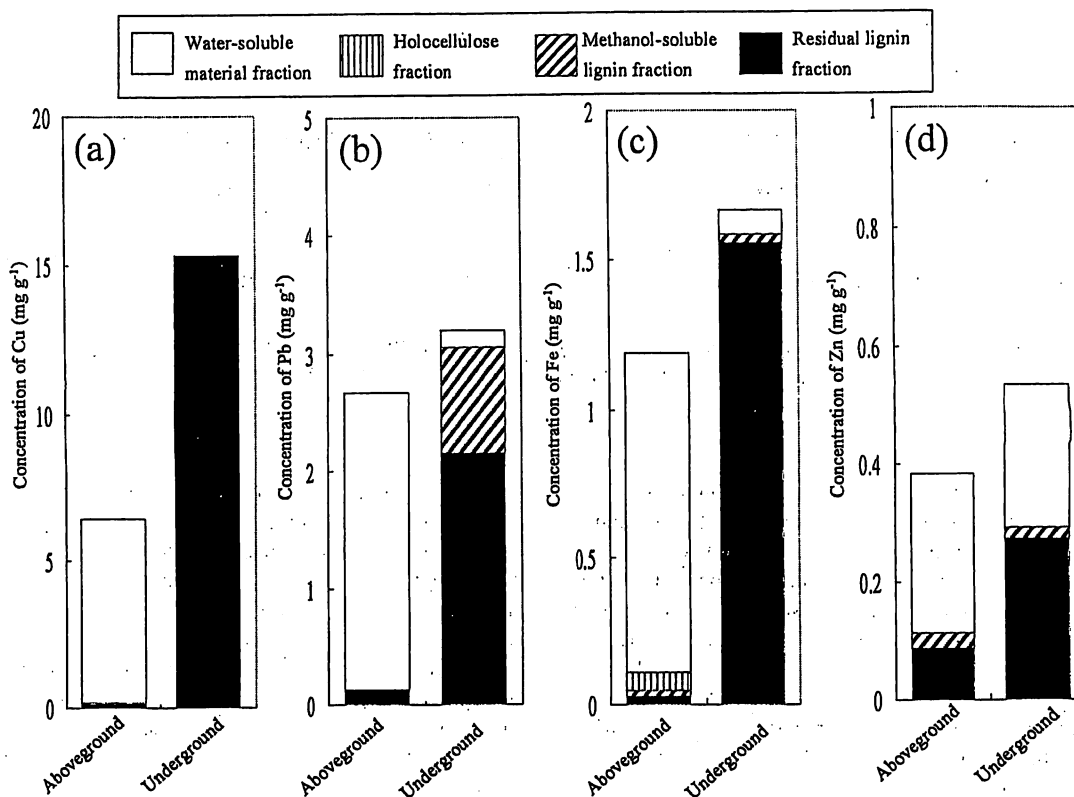 Water-soluble
material fraction
Holocellulose
fraction
Methanol-soluble
lignin fraction
Residual lignin
fraction
(a)
20
15
10
5
0
Concentration of Cu (mg g⁻¹)
Aboveground
Underground
(b)
5
4
3
2
1
0
Concentration of Pb (mg g⁻¹)
Aboveground
Underground
(c)
2
1.5
1
0.5
0
Concentration of Fe (mg g⁻¹)
Aboveground
Underground
(d)
1
0.8
0.6
0.4
0.2
0
Concentration of Zn (mg g⁻¹)
Aboveground
Underground